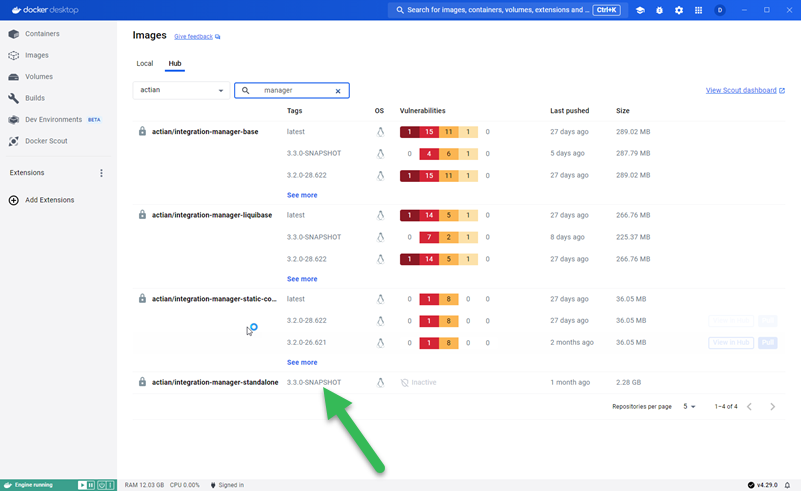 docker desktop
Search for images, containers, volumes, extensions and ... Ctrl+K
D
Containers
Images
Volumes
Builds
Dev Environments BETA
Docker Scout
Extensions
Add Extensions
Images Give feedback
Local Hub
actian
manager
View Scout dashboard
Tags OS Vulnerabilities Last pushed Size
actian/integration-manager-base latest 1 15 11 1 0 27 days ago 289.02 MB
3.3.0-SNAPSHOT 0 4 6 1 0 5 days ago 287.79 MB
3.2.0-28.622 1 15 11 1 0 27 days ago 289.02 MB
See more
actian/integration-manager-liquibase latest 1 14 5 1 0 27 days ago 266.76 MB
3.3.0-SNAPSHOT 0 7 2 1 0 8 days ago 225.37 MB
3.2.0-28.622 1 14 5 1 0 27 days ago 266.76 MB
See more
actian/integration-manager-static-co... latest 0 1 8 0 0 27 days ago 36.05 MB
3.2.0-28.622 0 1 8 0 0 27 days ago 36.05 MB
3.2.0-26.621 0 1 8 0 0 2 months ago 36.05 MB View in Hub Pull
See more
actian/integration-manager-standalone 3.3.0-SNAPSHOT Inactive 1 month ago 2.28 GB
Repositories per page 5 1–4 of 4
Engine running RAM 12.03 GB CPU 0.00% Signed in v4.29.0